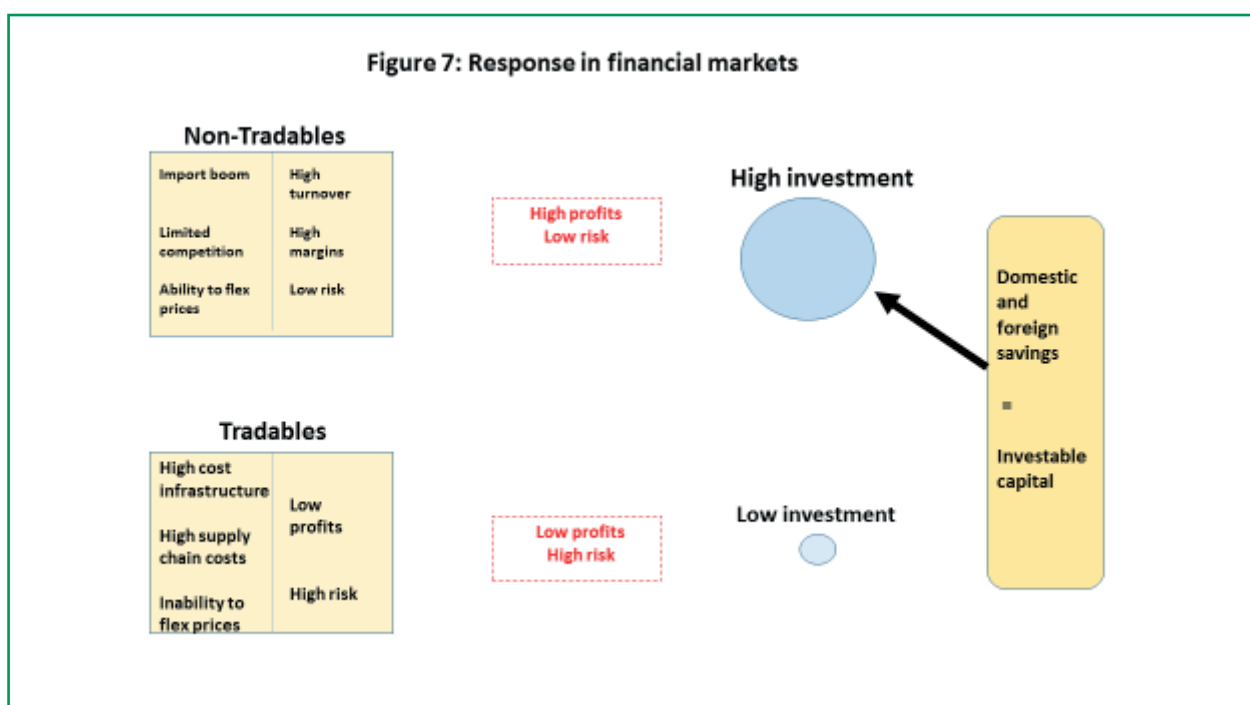 Figure 7: Response in financial markets
Non-Tradables
Import boom
High
turnover
Limited
competition
High
margins
Ability to flex
prices
Low risk
High profits
Low risk
High investment
Domestic
and
foreign
savings
=
Investable
capital
Tradables
High cost
infrastructure
High supply
chain costs
Inability to
flex prices
Low
profits
High risk
Low profits
High risk
Low investment